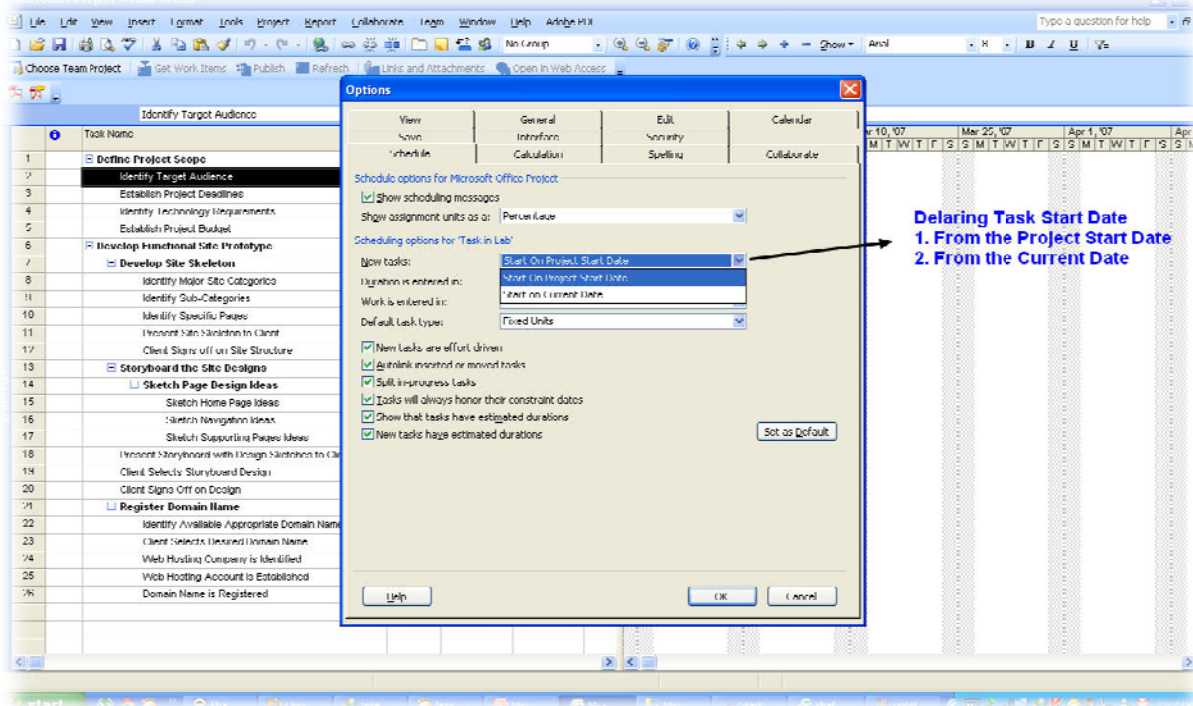 File Edit View Insert Format Tools Project Report Collaborate Team Window Help Adobe PDF
Type a question for help
No Group
Show
Arial
8
B I U
Choose Team Project Get Work Items Publish Refresh Links and Attachments Open in Web Access
Identify Target Audience
Task Name
Mar 25, '07 Apr 1, '07
M T W T F S S M T W T F S S M T W T F S S
1 Define Project Scope
2 Identify Target Audience
3 Establish Project Deadlines
4 Identify Technology Requirements
5 Establish Project Budget
6 Develop Functional Site Prototype
7 Develop Site Skeleton
8 Identify Major Site Categories
9 Identify Sub-Categories
10 Identify Specific Pages
11 Present Site Skeleton to Client
12 Client Signs off on Site Structure
13 Storyboard the Site Designs
14 Sketch Page Design Ideas
15 Sketch Home Page Ideas
16 Sketch Navigation Ideas
17 Sketch Supporting Pages Ideas
18 Present Storyboard with Design Sketches to
19 Client Selects Storyboard Design
20 Client Signs Off on Design
21 Register Domain Name
22 Identify Available Appropriate Domain Name
23 Client Selects Desired Domain Name
24 Web Hosting Company is Identified
25 Web Hosting Account is Established
26 Domain Name is Registered
Options
View General Edit Calendar
Save Interface Security
Schedule Calculation Spelling Collaborate
Schedule options for Microsoft Office Project
Show scheduling messages
Show assignment units as a: Percentage
Scheduling options for 'Task in Lab'
New tasks: Start On Project Start Date
Duration is entered in: Start On Project Start Date
Start on Current Date
Work is entered in:
Default task type: Fixed Units
New tasks are effort driven
Autolink inserted or moved tasks
Split in-progress tasks
Tasks will always honor their constraint dates
Show that tasks have estimated durations
New tasks have estimated durations
Set as Default
Help OK Cancel
Delaring Task Start Date
1. From the Project Start Date
2. From the Current Date